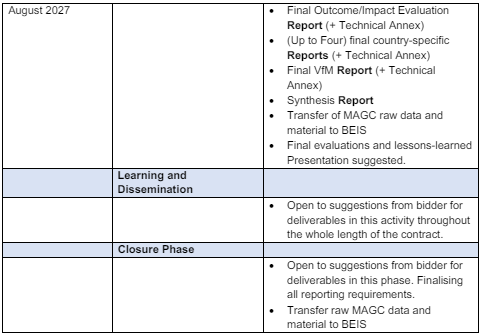 August 2027
• Final Outcome/Impact Evaluation
Report (+ Technical Annex)
• (Up to Four) final country-specific
Reports (+ Technical Annex)
• Final VfM Report (+ Technical
Annex)
• Synthesis Report
• Transfer of MAGC raw data and
material to BEIS
• Final evaluations and lessons-learned
Presentation suggested.
Learning and
Dissemination
• Open to suggestions from bidder for
deliverables in this activity throughout
the whole length of the contract.
Closure Phase
• Open to suggestions from bidder for
deliverables in this phase. Finalising
all reporting requirements.
• Transfer raw MAGC data and
material to BEIS